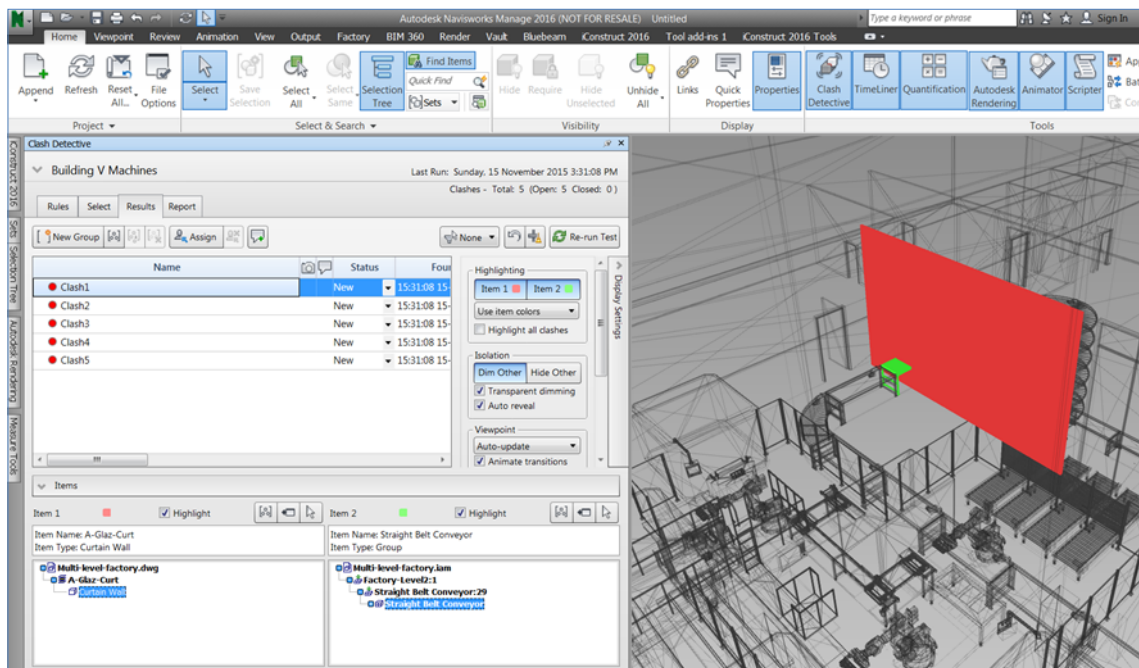 Autodesk Navisworks Manage 2016 (NOT FOR RESALE) Untitled
Type a keyword or phrase
Sign In
Home Viewpoint Review Animation View Output Factory BIM 360 Render Vault Bluebeam iConstruct 2016 Tool add-ins 1 iConstruct 2016 Tools
Append Refresh Reset All... File Options
Select Save Selection Select All Select Same Selection Tree
Find Items
Quick Find
Sets
Hide Require Hide Unselected Unhide All
Links Quick Properties Properties
Clash Detective TimeLiner Quantification Autodesk Rendering Animator Scripter
Project Select & Search Visibility Display Tools
iConstruct 2016
Sets
Selection Tree
Autodesk Rendering
Measure Tools
Clash Detective
Building V Machines
Last Run: Sunday, 15 November 2015 3:31:08 PM
Clashes - Total: 5 (Open: 5 Closed: 0)
Rules Select Results Report
New Group Assign None Re-run Test
Name Status Four
Clash1 New 15:31:08 15-
Clash2 New 15:31:08 15-
Clash3 New 15:31:08 15-
Clash4 New 15:31:08 15-
Clash5 New 15:31:08 15-
Highlighting
Item 1 Item 2
Use item colors
Highlight all clashes
Isolation
Dim Other Hide Other
Transparent dimming
Auto reveal
Viewpoint
Auto-update
Animate transitions
Display Settings
Items
Item 1 Highlight Item 2 Highlight
Item Name: A-Glaz-Curt
Item Type: Curtain Wall
Item Name: Straight Belt Conveyor
Item Type: Group
Multi-level-factory.dwg
A-Glaz-Curt
Curtain Wall
Multi-level-factory.iam
Factory-Level2:1
Straight Belt Conveyor:29
Straight Belt Conveyor